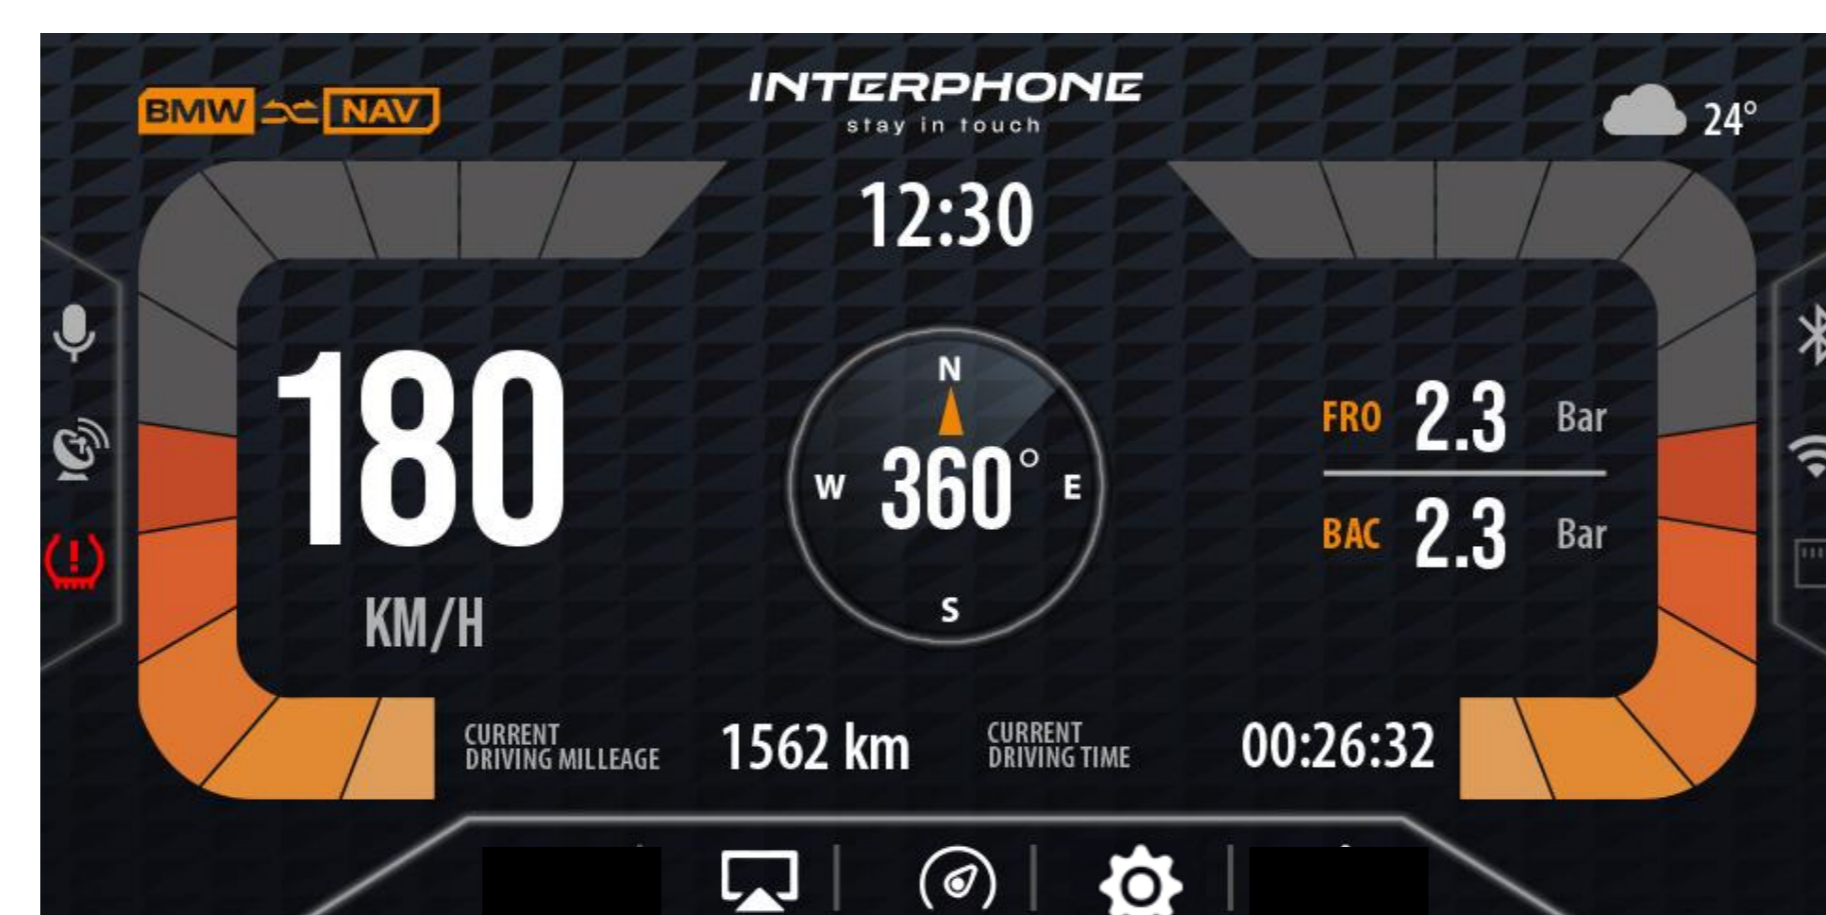 BMW NAV
INTERPHONE
stay in touch
24°
12:30
N
180
KM/H
W 360° E
S
FRO 2.3 Bar
BAC 2.3 Bar
CURRENT
DRIVING MILLEAGE
1562 km
CURRENT
DRIVING TIME
00:26:32